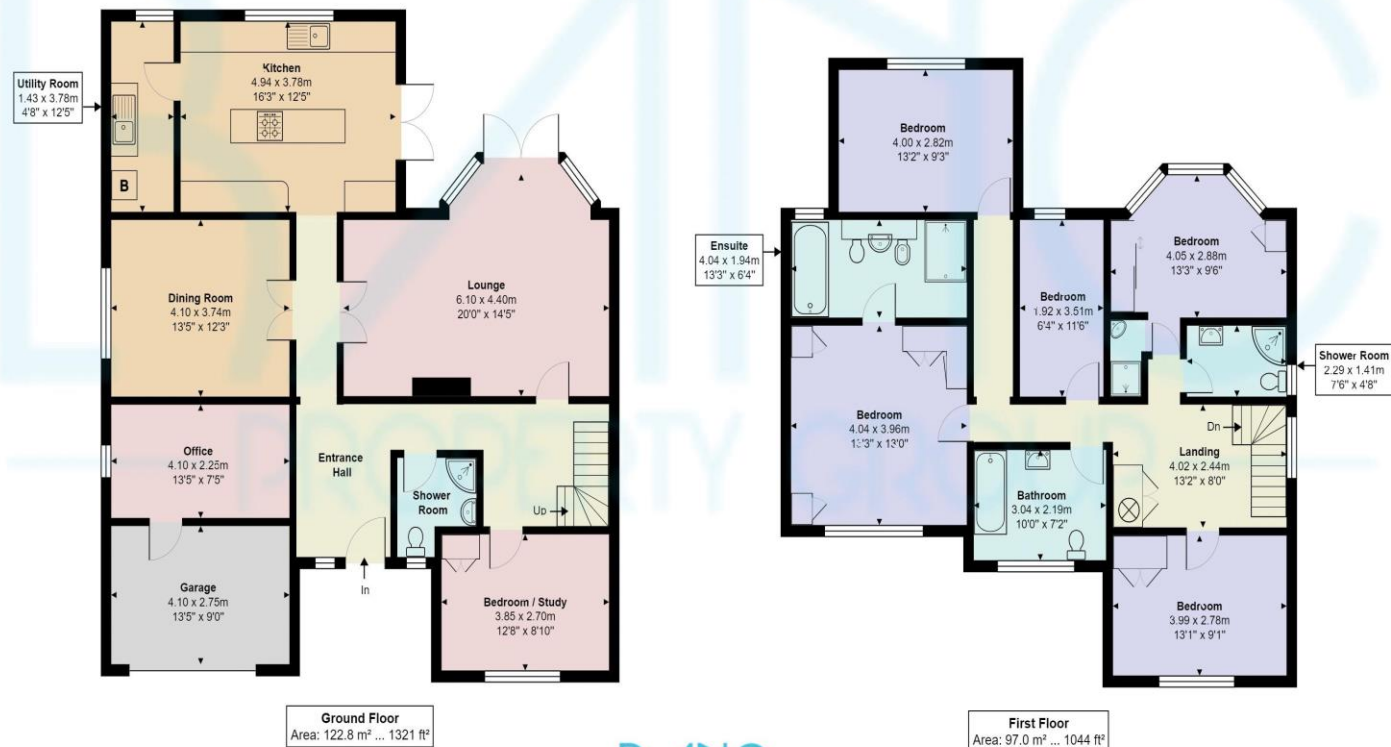 Utility Room
1.43 x 3.78m
4'8" x 12'5"
Kitchen
4.94 x 3.78m
16'3" x 12'5"
B
Dining Room
4.10 x 3.74m
13'5" x 12'3"
Lounge
6.10 x 4.40m
20'0" x 14'5"
Office
4.10 x 2.25m
13'5" x 7'5"
Entrance
Hall
Shower
Room
Up
Garage
4.10 x 2.75m
13'5" x 9'0"
In
Bedroom / Study
3.85 x 2.70m
12'8" x 8'10"
Ground Floor
Area: 122.8 m² ... 1321 ft²
Bedroom
4.00 x 2.82m
13'2" x 9'3"
Ensuite
4.04 x 1.94m
13'3" x 6'4"
Bedroom
1.92 x 3.51m
6'4" x 11'6"
Bedroom
4.05 x 2.88m
13'3" x 9'6"
Shower Room
2.29 x 1.41m
7'6" x 4'8"
Bedroom
4.04 x 3.96m
13'3" x 13'0"
Dn
Landing
4.02 x 2.44m
13'2" x 8'0"
Bathroom
3.04 x 2.19m
10'0" x 7'2"
Bedroom
3.99 x 2.78m
13'1" x 9'1"
First Floor
Area: 97.0 m² ... 1044 ft²
PROPERTY GROUP